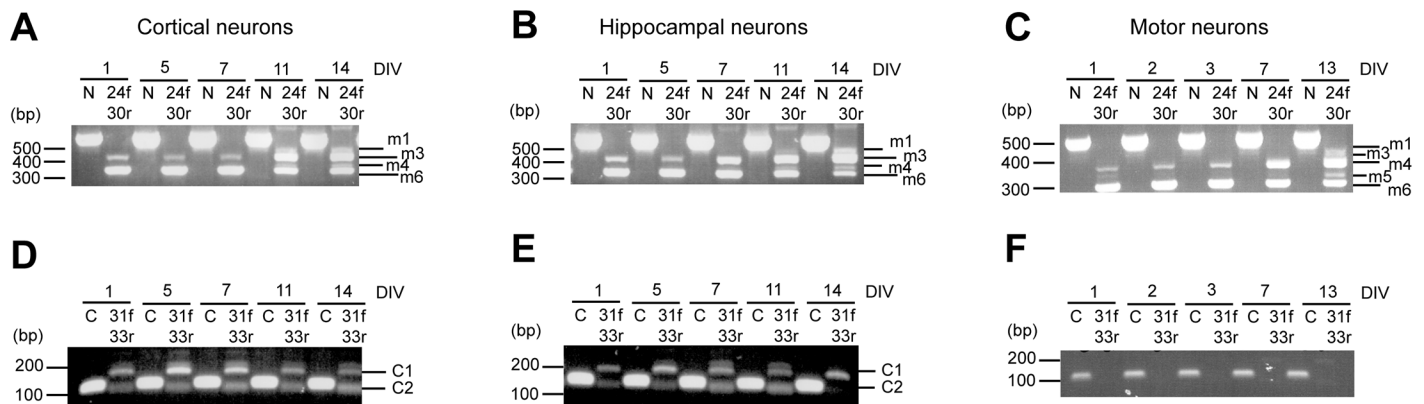 A
Cortical neurons
1 5 7 11 14 DIV
N 24f N 24f N 24f N 24f N 24f
(bp) 30r 30r 30r 30r 30r
500
400
300
m1
m3
m4
m6
B
Hippocampal neurons
1 5 7 11 14 DIV
N 24f N 24f N 24f N 24f N 24f
(bp) 30r 30r 30r 30r 30r
500
400
300
m1
m3
m4
m6
C
Motor neurons
1 2 3 7 13 DIV
N 24f N 24f N 24f N 24f N 24f
(bp) 30r 30r 30r 30r 30r
500
400
300
m1
m3
m4
m5
m6
D
1 5 7 11 14 DIV
C 31f C 31f C 31f C 31f C 31f
(bp) 33r 33r 33r 33r 33r
200
100
C1
C2
E
1 5 7 11 14 DIV
C 31f C 31f C 31f C 31f C 31f
(bp) 33r 33r 33r 33r 33r
200
100
C1
C2
F
1 2 3 7 13 DIV
C 31f C 31f C 31f C 31f C 31f
(bp) 33r 33r 33r 33r 33r
200
100